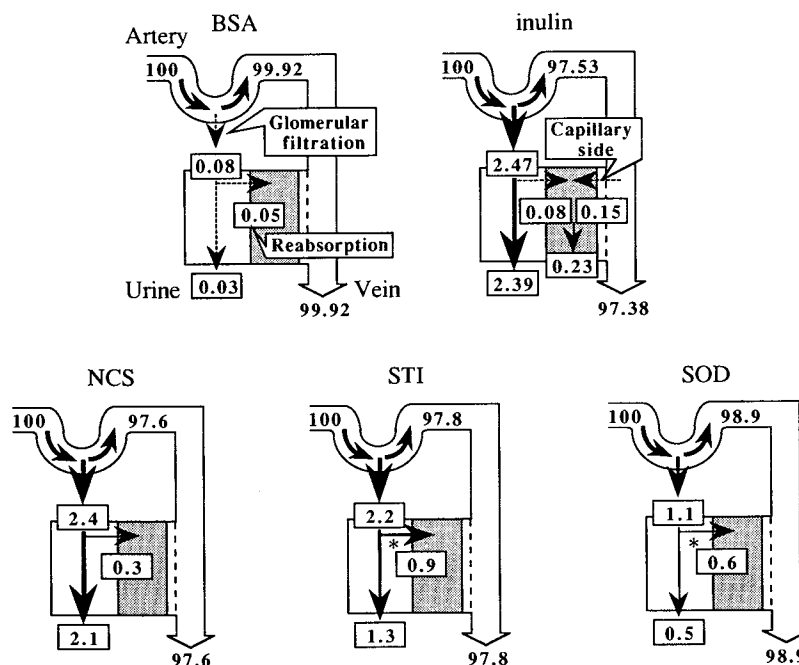 BSA
Artery
100
99.92
Glomerular
filtration
0.08
0.05
Reabsorption
Urine
0.03
Vein
99.92
inulin
100
97.53
Capillary
side
2.47
0.08
0.15
0.23
2.39
97.38
NCS
100
97.6
2.4
0.3
2.1
97.6
STI
100
97.8
2.2
*
0.9
1.3
97.8
SOD
100
98.9
1.1
*
0.6
0.5
98.9